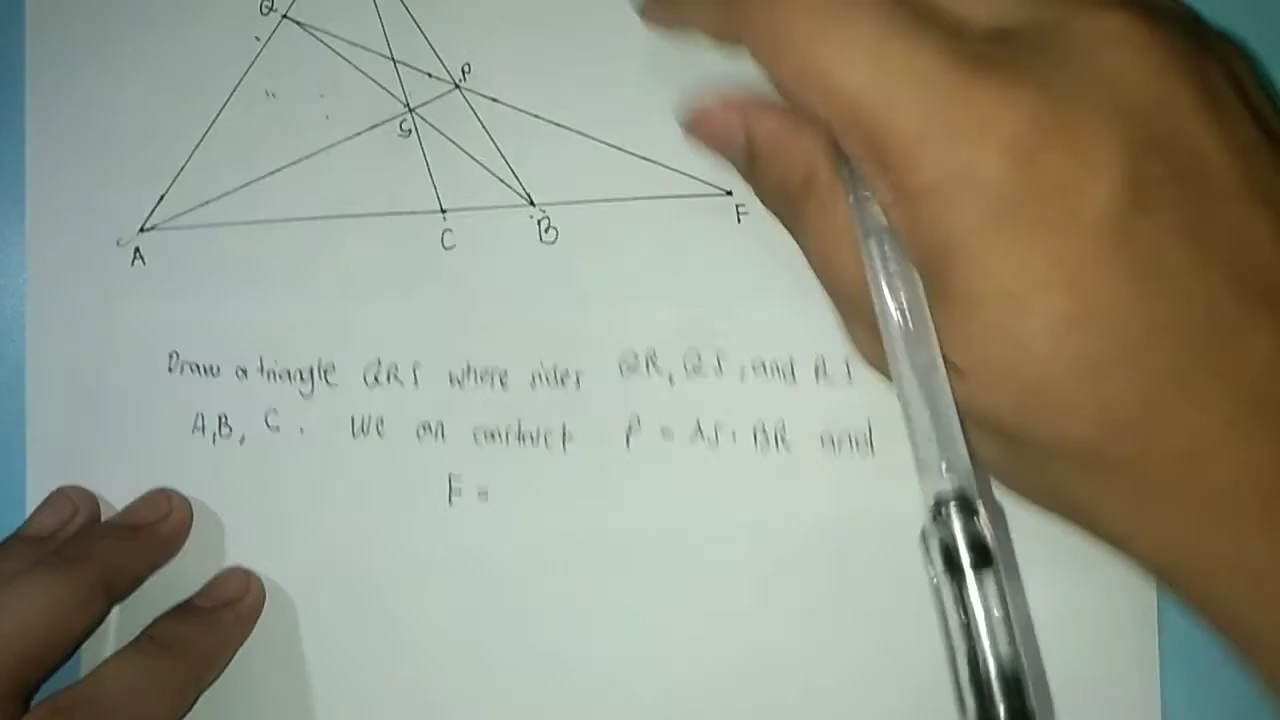 Q
P
S
F
C
B
A
Draw a triangle QRS where sides QR, QS, and RS
A, B, C. We can construct P = AS · BR and
F =